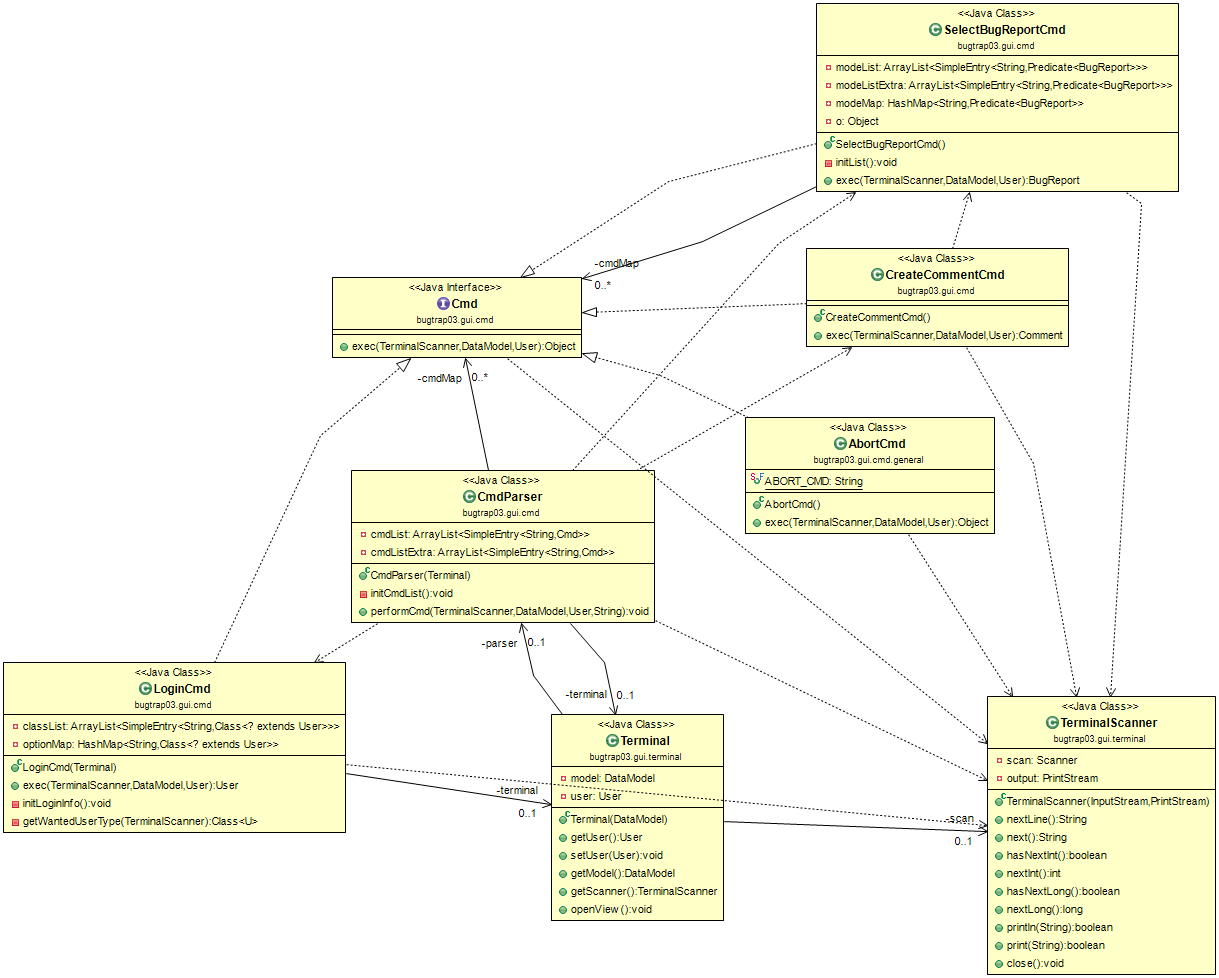 <<Java Class>>
SelectBugReportCmd
bugtrap03.gui.cmd
modeList: ArrayList<SimpleEntry<String,Predicate<BugReport>>>
modeListExtra: ArrayList<SimpleEntry<String,Predicate<BugReport>>>
modeMap: HashMap<String,Predicate<BugReport>>
o: Object
SelectBugReportCmd()
initList():void
exec(TerminalScanner,DataModel,User):BugReport
-cmdMap
0..*
<<Java Class>>
CreateCommentCmd
bugtrap03.gui.cmd
CreateCommentCmd()
exec(TerminalScanner,DataModel,User):Comment
<<Java Interface>>
Cmd
bugtrap03.gui.cmd
exec(TerminalScanner,DataModel,User):Object
-cmdMap
0..*
<<Java Class>>
AbortCmd
bugtrap03.gui.cmd.general
ABORT_CMD: String
AbortCmd()
exec(TerminalScanner,DataModel,User):Object
<<Java Class>>
CmdParser
bugtrap03.gui.cmd
cmdList: ArrayList<SimpleEntry<String,Cmd>>
cmdListExtra: ArrayList<SimpleEntry<String,Cmd>>
CmdParser(Terminal)
initCmdList():void
performCmd(TerminalScanner,DataModel,User,String):void
-parser
0..1
-terminal
0..1
<<Java Class>>
LoginCmd
bugtrap03.gui.cmd
classList: ArrayList<SimpleEntry<String,Class<? extends User>>>
optionMap: HashMap<String,Class<? extends User>>
LoginCmd(Terminal)
exec(TerminalScanner,DataModel,User):User
initLoginInfo():void
getWantedUserType(TerminalScanner):Class<U>
-terminal
0..1
<<Java Class>>
Terminal
bugtrap03.gui.terminal
model: DataModel
user: User
Terminal(DataModel)
getUser():User
setUser(User):void
getModel():DataModel
getScanner():TerminalScanner
openView():void
-scan
0..1
<<Java Class>>
TerminalScanner
bugtrap03.gui.terminal
scan: Scanner
output: PrintStream
TerminalScanner(InputStream,PrintStream)
nextLine():String
next():String
hasNextInt():boolean
nextInt():int
hasNextLong():boolean
nextLong():long
println(String):boolean
print(String):boolean
close():void